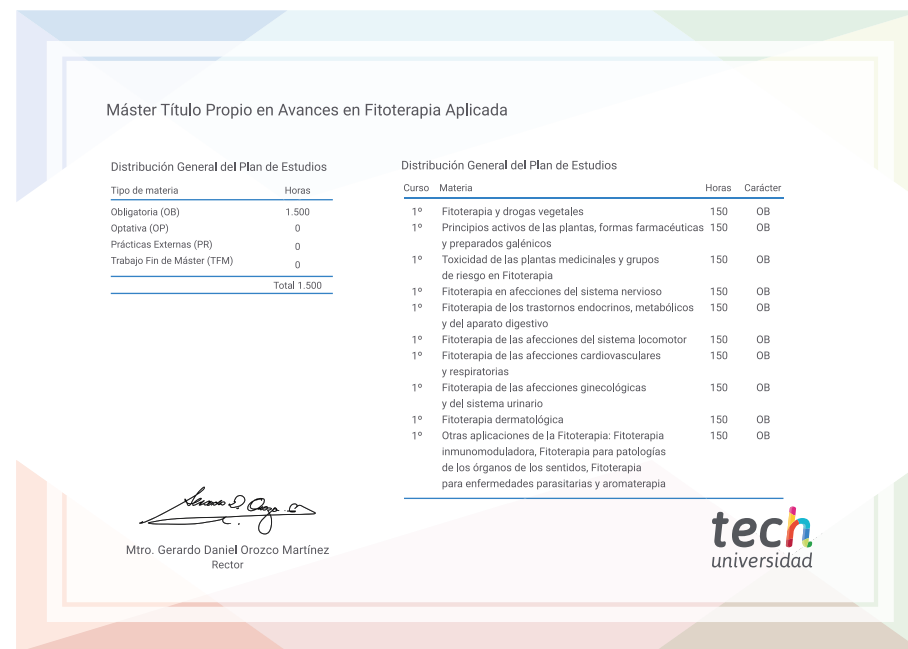 Máster Título Propio en Avances en Fitoterapia Aplicada
Distribución General del Plan de Estudios
Tipo de materia Horas
Obligatoria (OB) 1.500
Optativa (OP) 0
Prácticas Externas (PR) 0
Trabajo Fin de Máster (TFM) 0
Total 1.500
Distribución General del Plan de Estudios
Curso Materia Horas Carácter
1º Fitoterapia y drogas vegetales 150 OB
1º Principios activos de las plantas, formas farmacéuticas 150 OB
y preparados galénicos
1º Toxicidad de las plantas medicinales y grupos 150 OB
de riesgo en Fitoterapia
1º Fitoterapia en afecciones del sistema nervioso 150 OB
1º Fitoterapia de los trastornos endocrinos, metabólicos 150 OB
y del aparato digestivo
1º Fitoterapia de las afecciones del sistema locomotor 150 OB
1º Fitoterapia de las afecciones cardiovasculares 150 OB
y respiratorias
1º Fitoterapia de las afecciones ginecológicas 150 OB
y del sistema urinario
1º Fitoterapia dermatológica 150 OB
1º Otras aplicaciones de la Fitoterapia: Fitoterapia 150 OB
inmunomoduladora, Fitoterapia para patologías
de los órganos de los sentidos, Fitoterapia
para enfermedades parasitarias y aromaterapia
Mtro. Gerardo Daniel Orozco Martínez
Rector
tech
universidad